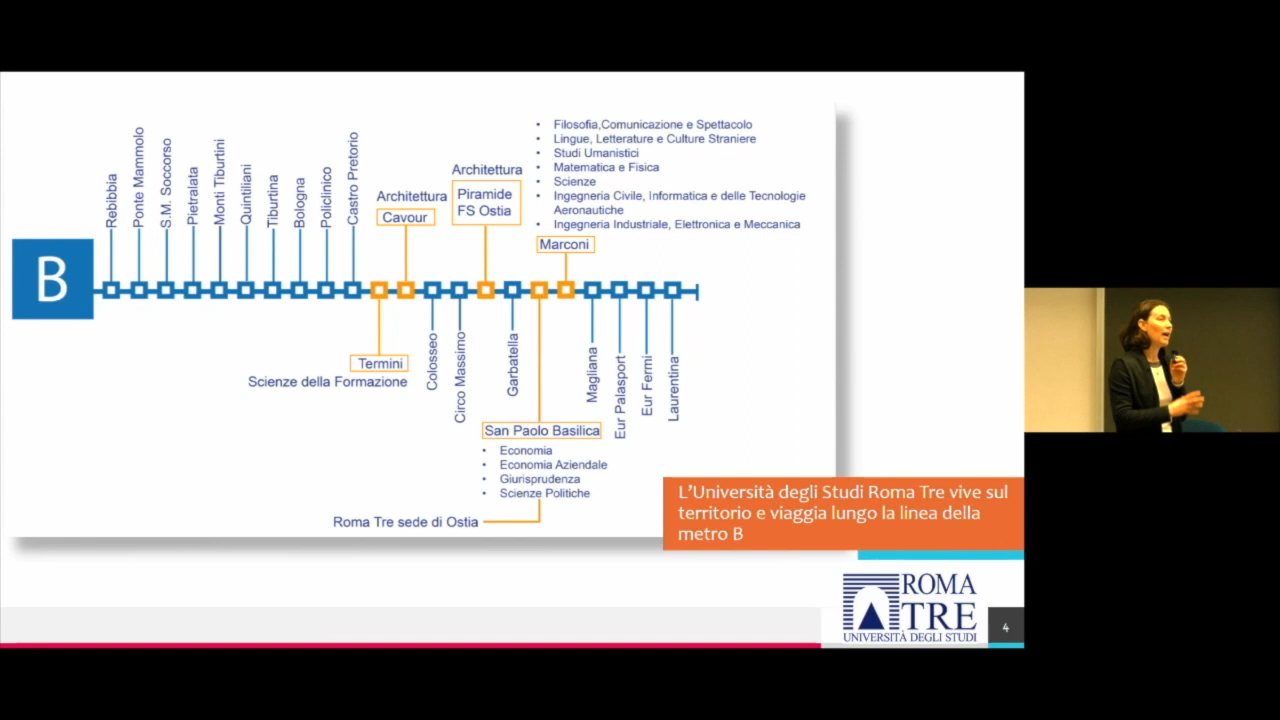 B
Rebibbia
Ponte Mammolo
S.M. Soccorso
Pietralata
Monti Tiburtini
Quintiliani
Tiburtina
Bologna
Policlinico
Castro Pretorio
Termini
Scienze della Formazione
Architettura
Cavour
Colosseo
Circo Massimo
Architettura
Piramide
FS Ostia
Garbatella
San Paolo Basilica
• Economia
• Economia Aziendale
• Giurisprudenza
• Scienze Politiche
Roma Tre sede di Ostia
• Filosofia,Comunicazione e Spettacolo
• Lingue, Letterature e Culture Straniere
• Studi Umanistici
• Matematica e Fisica
• Scienze
• Ingegneria Civile, Informatica e delle Tecnologie
Aeronautiche
• Ingegneria Industriale, Elettronica e Meccanica
Marconi
Magliana
Eur Palasport
Eur Fermi
Laurentina
L’Università degli Studi Roma Tre vive sul
territorio e viaggia lungo la linea della
metro B
ROMA
TRE
UNIVERSITÀ DEGLI STUDI
4